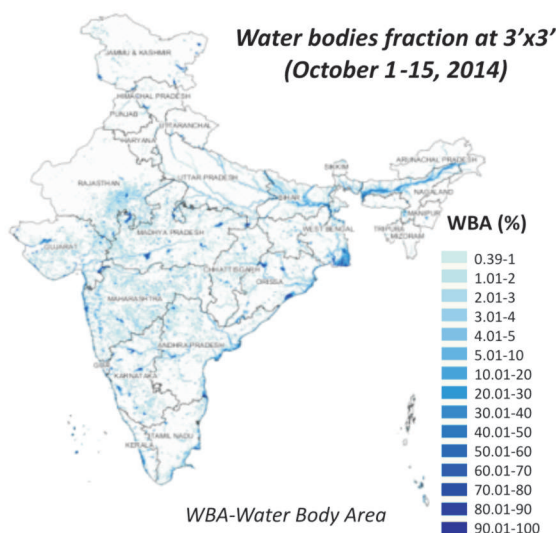 Water bodies fraction at 3'x3'
(October 1-15, 2014)
JAMMU & KASHMIR
HIMACHAL PRADESH
PUNJAB
UTTARANCHAL
HARYANA
SIKKIM
ARUNACHAL PRADESH
RAJASTHAN
UTTAR PRADESH
BIHAR
NAGALAND
MANIPUR
TRIPURA
MIZORAM
GUJARAT
MADHYA PRADESH
WEST BENGAL
CHHATTISGARH
ORISSA
MAHARASHTRA
ANDHRA PRADESH
GOA
KARNATAKA
TAMIL NADU
KERALA
WBA (%)
0.39-1
1.01-2
2.01-3
3.01-4
4.01-5
5.01-10
10.01-20
20.01-30
30.01-40
40.01-50
50.01-60
60.01-70
70.01-80
80.01-90
90.01-100
WBA-Water Body Area